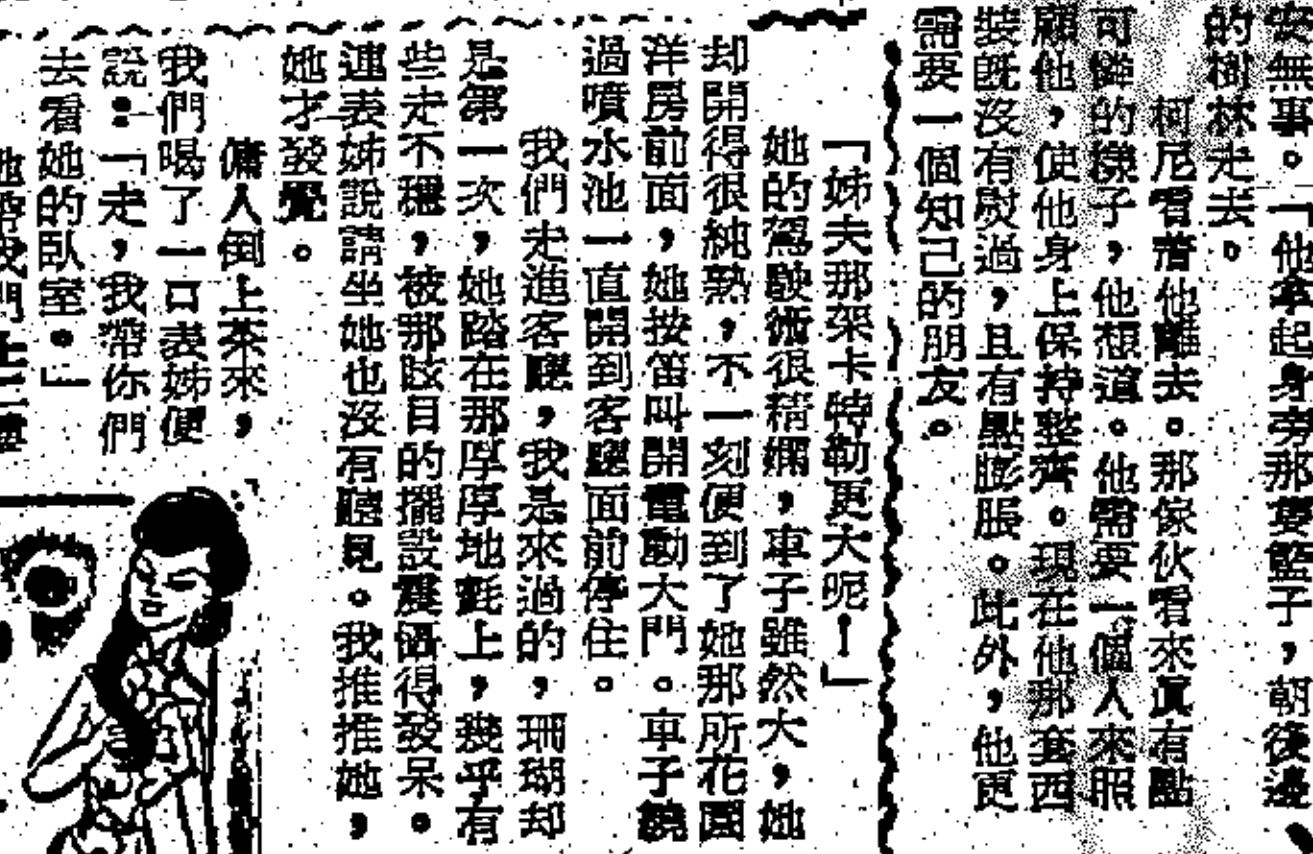 安無事。」他拿起身旁那隻籃子,朝後邊
的樹林走去。
柯尼看着他離去。那傢伙看來眞有點
可憐的樣子,他想道。他需要一個人來照
顧他,使他身上保持整齊。現在他那套西
裝既沒有熨過,且有點膨脹。此外,他更
需要一個知己的朋友。
「姊夫那架卡特勒更大呢!」
她的駕駛術很精嫻,車子雖然大,她
却開得很純熟,不一刻便到了她那所花園
洋房前面,她按笛叫開電動大門。車子繞
過噴水池一直開到客廳面前停住。
我們走進客廳,我是來過的,珊瑚却
是第一次,她踏在那厚厚地氈上,幾乎有
些走不穩,被那眩目的擺設震懾得發呆。
連表姊說請坐她也沒有聽見。我推推她,
她才發覺。
傭人倒上茶來,
我們喝了一口表姊便
說:「走,我帶你們
去看她的臥室。」
她帶我們上二樓